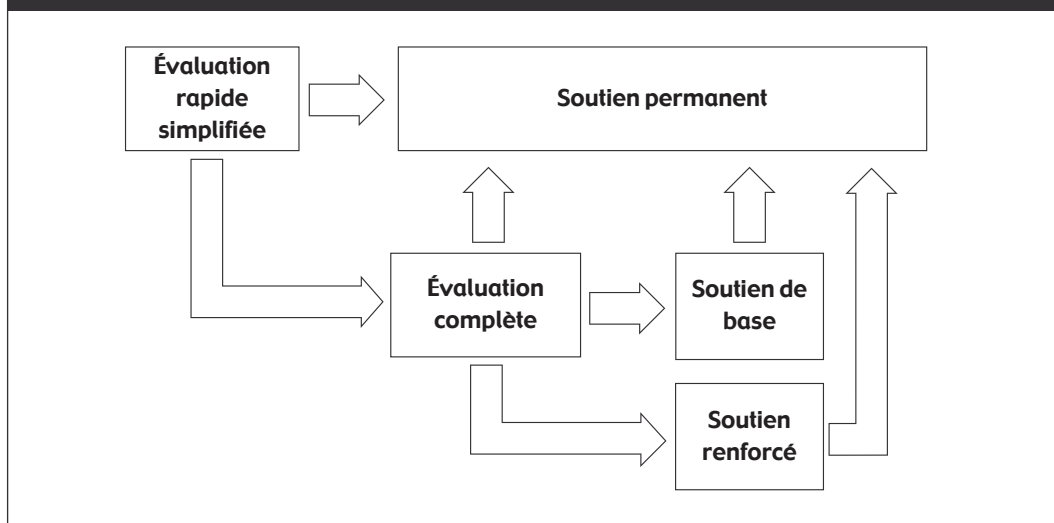 Évaluation
rapide
simplifiée
Soutien permanent
Évaluation
complète
Soutien de
base
Soutien
renforcé